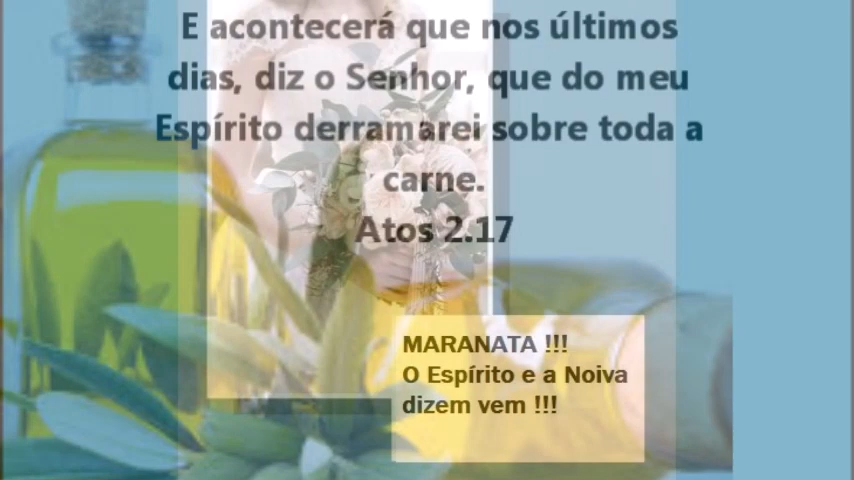 E acontecerá que nos últimos
dias, diz o Senhor, que do meu
Espírito derramarei sobre toda a
carne.
Atos 2.17
MARANATA !!!
O Espírito e a Noiva
dizem vem !!!